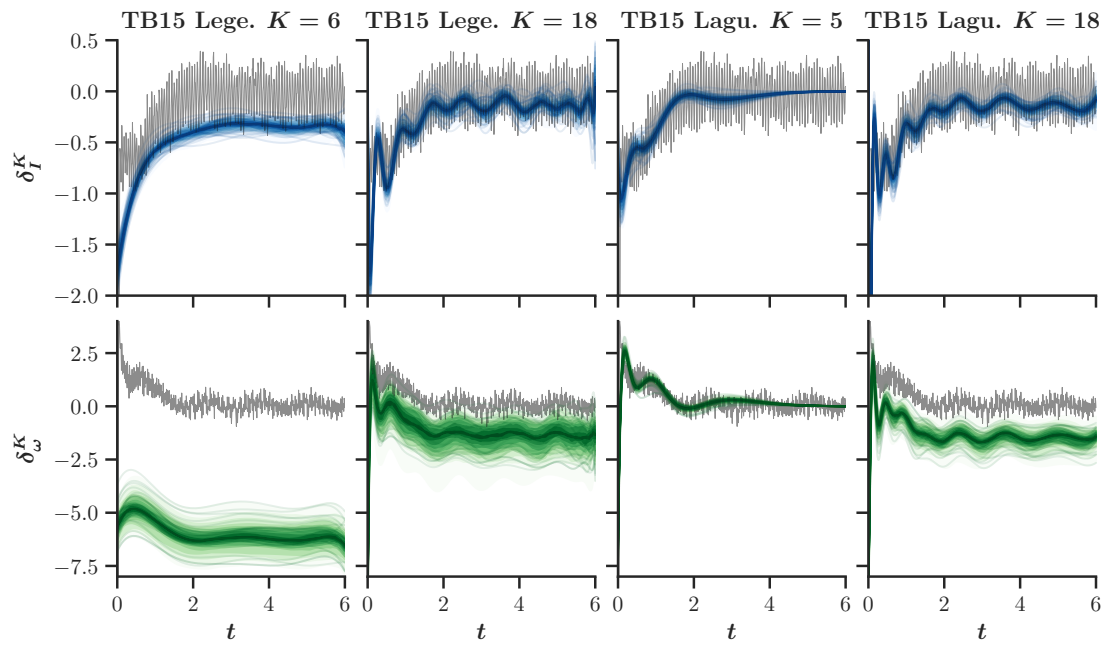 TB15 Lege. K = 6 TB15 Lege. K = 18 TB15 Lagu. K = 5 TB15 Lagu. K = 18
0.5
0.0
−0.5
−1.0
−1.5
−2.0
δ_I^K
2.5
0.0
−2.5
−5.0
−7.5
δ_ω^K
0 2 4 6 0 2 4 6 0 2 4 6 0 2 4 6
t t t t